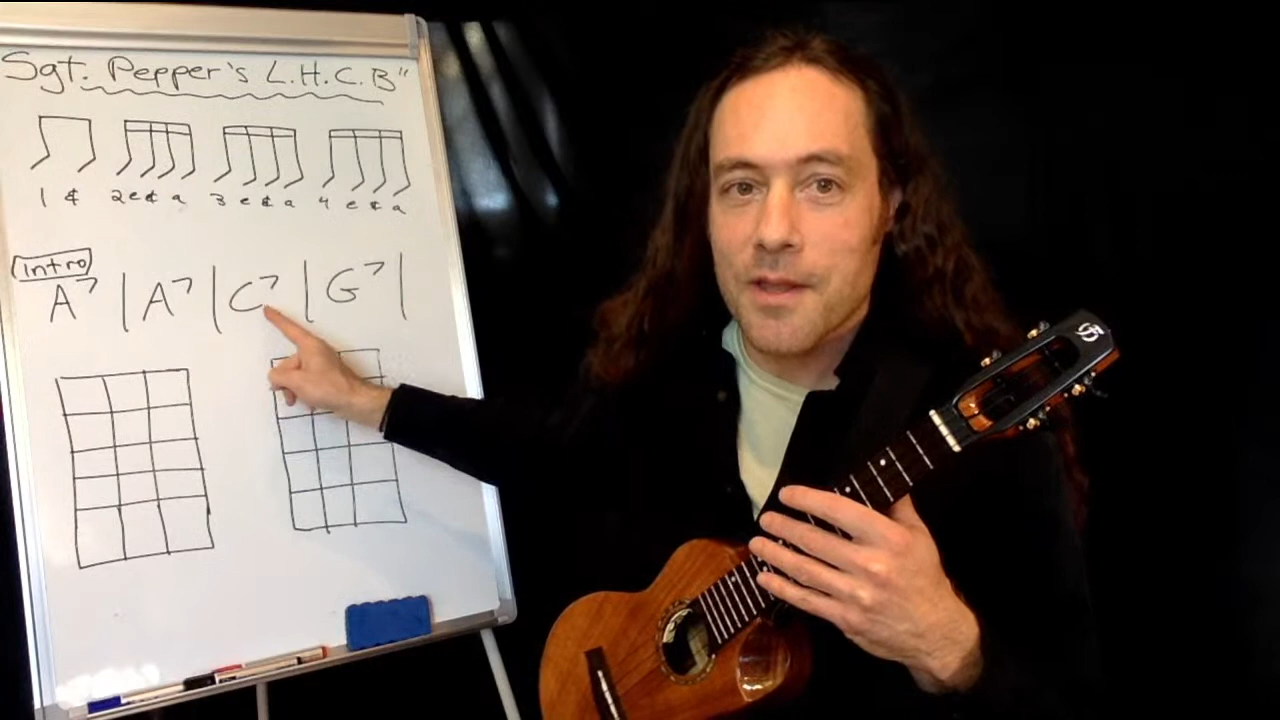 Sgt. Pepper's L.H.C.B"
1 & 2 e & a 3 e & a 4 e & a
Intro
A7 | A7 | C7 | G7 |